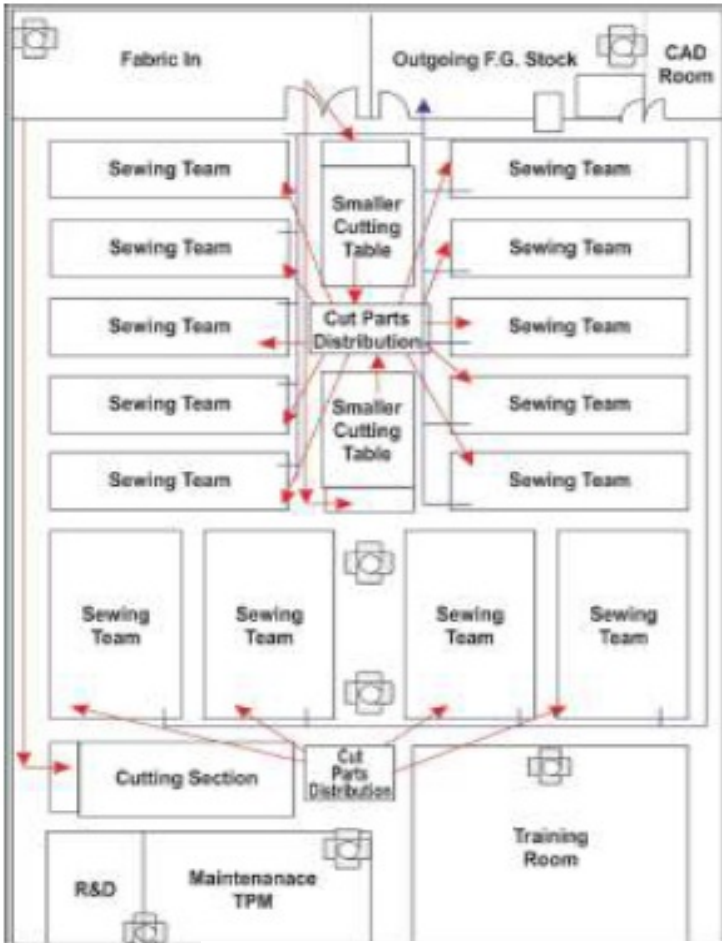 Fabric In
Outgoing F.G. Stock
CAD
Room
Sewing Team
Smaller
Cutting
Table
Sewing Team
Sewing Team
Sewing Team
Sewing Team
Cut Parts
Distribution
Sewing Team
Sewing Team
Smaller
Cutting
Table
Sewing Team
Sewing Team
Sewing Team
Sewing
Team
Sewing
Team
Sewing
Team
Sewing
Team
Cutting Section
Cut
Parts
Distribution
Training
Room
R&D
Maintenanace
TPM